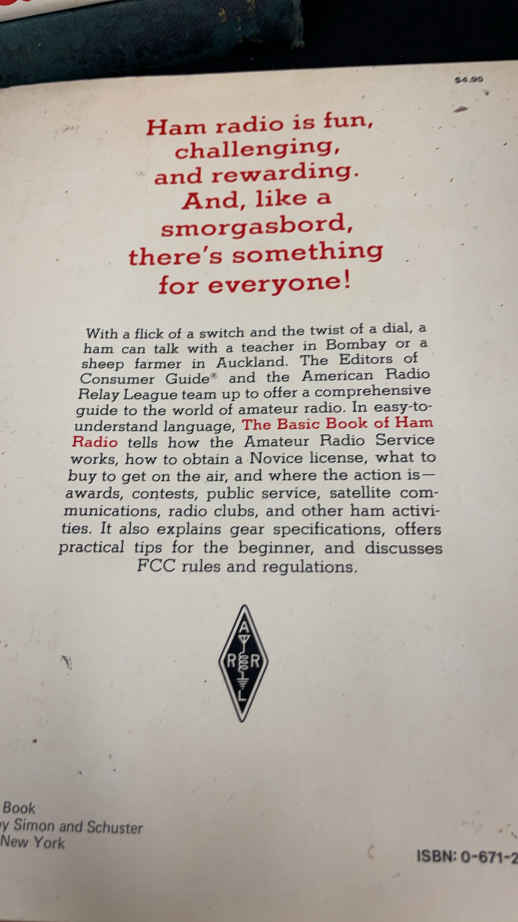 $4.95
Ham radio is fun,
challenging,
and rewarding.
And, like a
smorgasbord,
there's something
for everyone!
With a flick of a switch and the twist of a dial, a
ham can talk with a teacher in Bombay or a
sheep farmer in Auckland. The Editors of
Consumer Guide® and the American Radio
Relay League team up to offer a comprehensive
guide to the world of amateur radio. In easy-to-
understand language, The Basic Book of Ham
Radio tells how the Amateur Radio Service
works, how to obtain a Novice license, what to
buy to get on the air, and where the action is—
awards, contests, public service, satellite com-
munications, radio clubs, and other ham activi-
ties. It also explains gear specifications, offers
practical tips for the beginner, and discusses
FCC rules and regulations.
A
R R
L
Book
y Simon and Schuster
New York
ISBN: 0-671-2